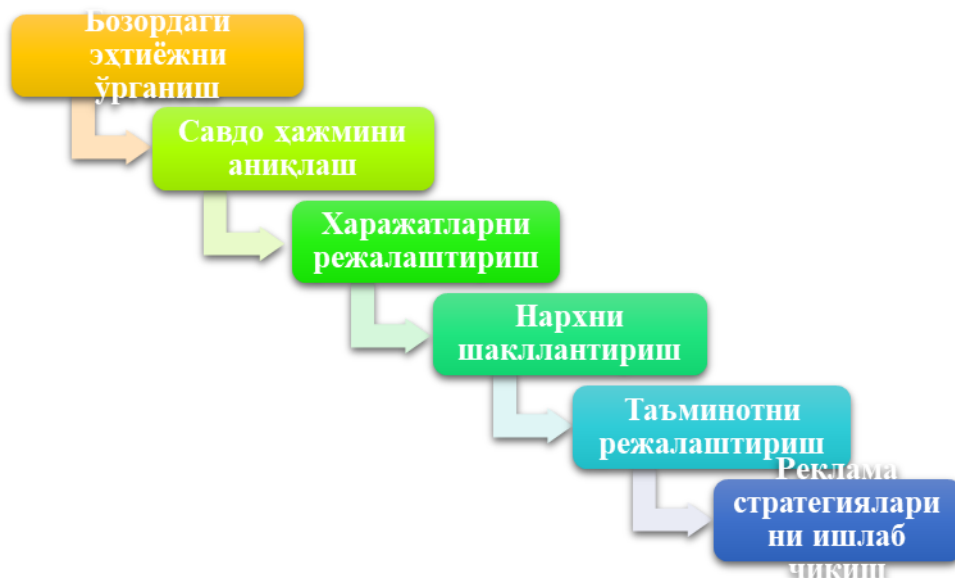 Бозордаги
эҳтиёжни
ўрганиш
Савдо ҳажмини
аниқлаш
Харажатларни
режалаштириш
Нархни
шакллантириш
Таъминотни
режалаштириш
Реклама
стратегиялари
ни ишлаб
чиқиш